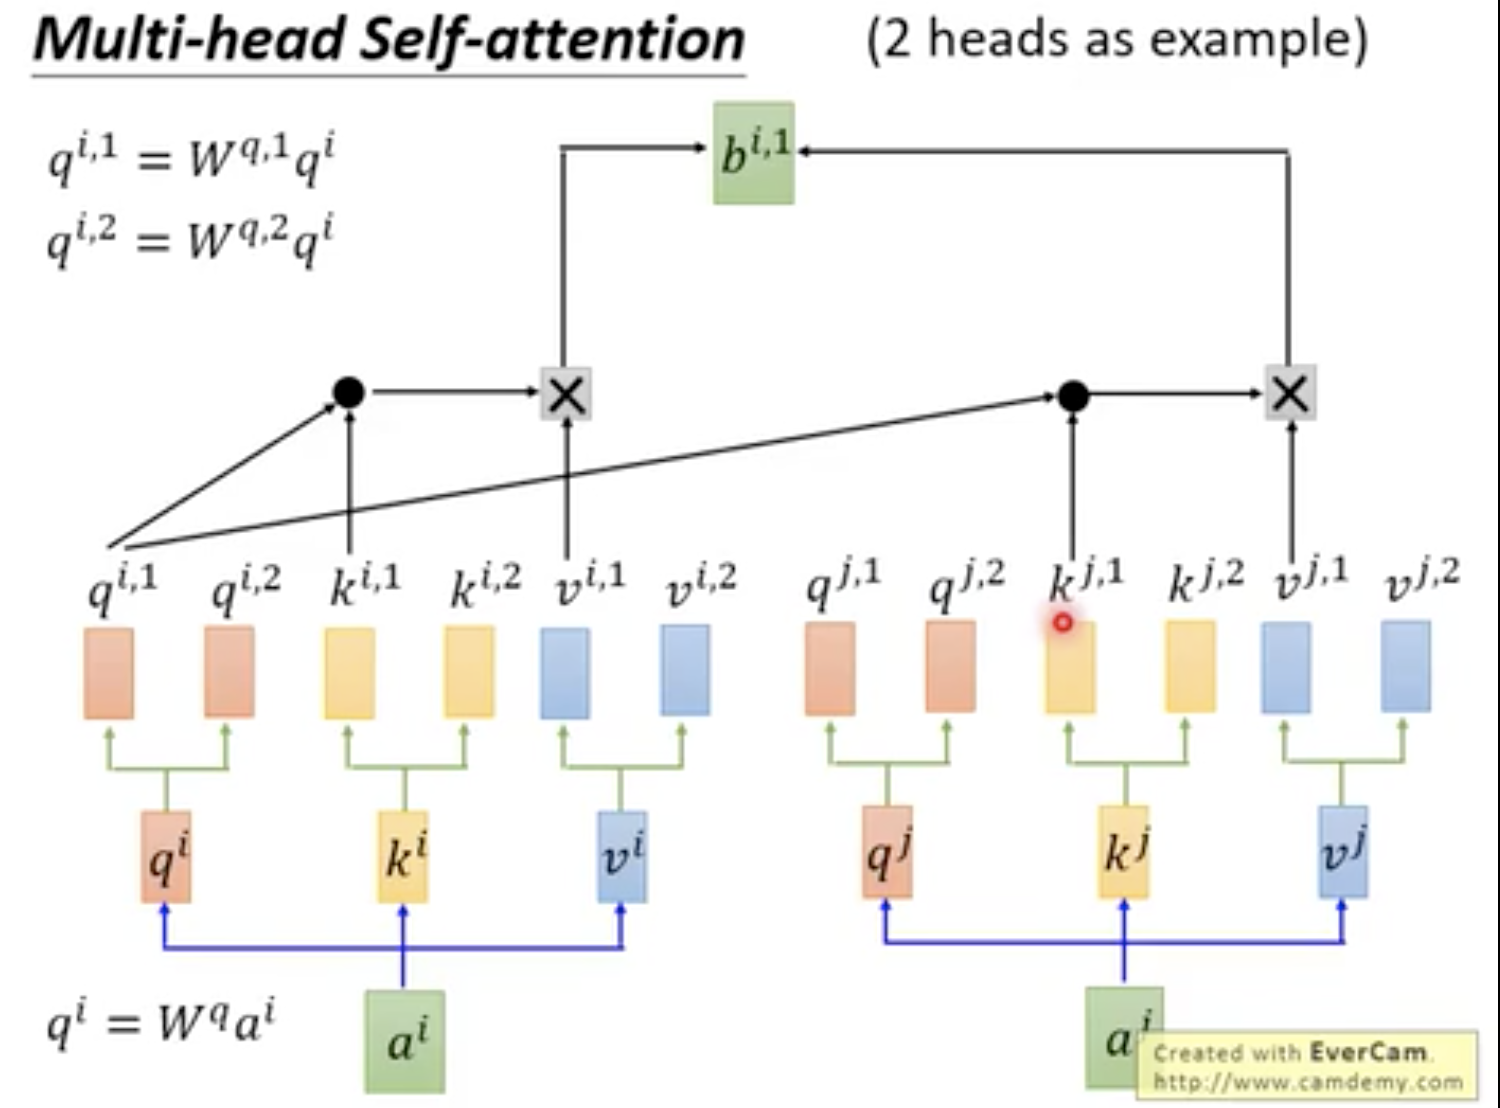 Multi-head Self-attention (2 heads as example)
q^{i,1} = W^{q,1}q^{i}
q^{i,2} = W^{q,2}q^{i}
b^{i,1}
q^{i,1} q^{i,2} k^{i,1} k^{i,2} v^{i,1} v^{i,2} q^{j,1} q^{j,2} k^{j,1} k^{j,2} v^{j,1} v^{j,2}
q^{i} k^{i} v^{i} q^{j} k^{j} v^{j}
q^{i} = W^{q}a^{i}
a^{i} a^{j}
Created with EverCam.
http://www.camdemy.com